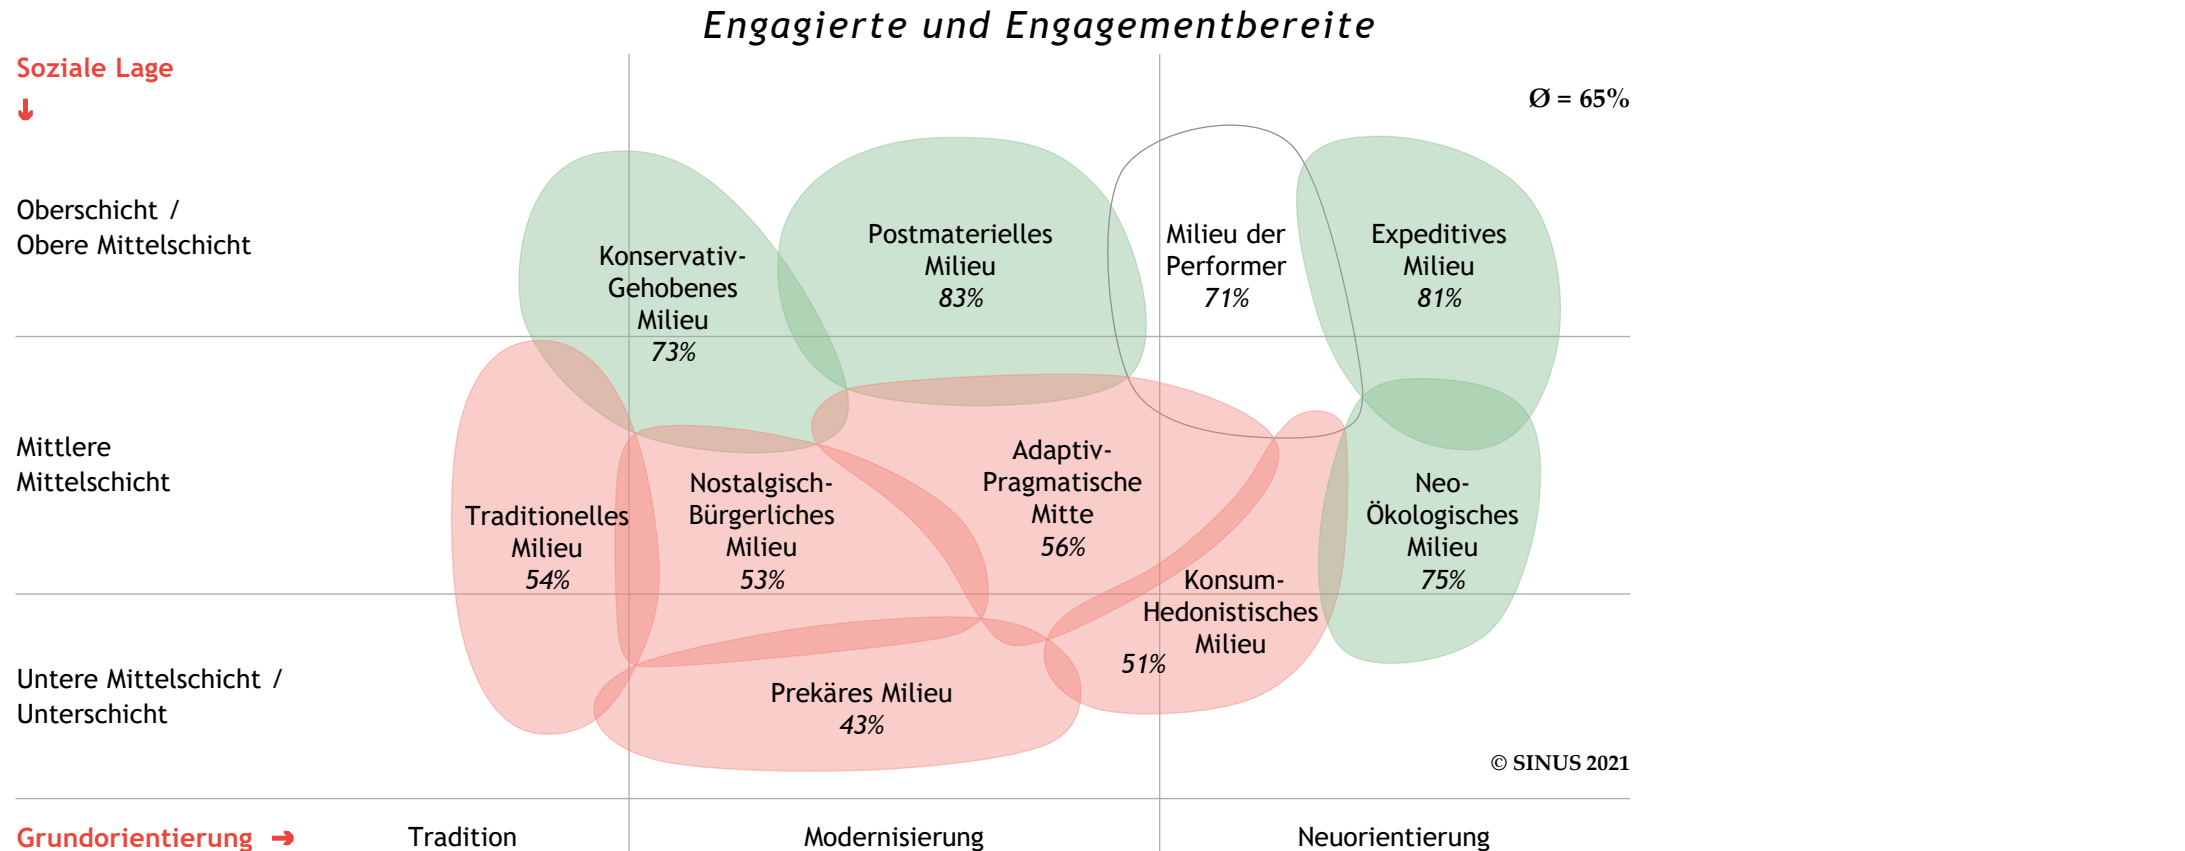 Engagierte und Engagementbereite
Soziale Lage
Ø = 65%
Oberschicht /
Obere Mittelschicht
Konservativ-
Gehobenes
Milieu
73%
Postmaterielles
Milieu
83%
Milieu der
Performer
71%
Expeditives
Milieu
81%
Mittlere
Mittelschicht
Traditionelles
Milieu
54%
Nostalgisch-
Bürgerliches
Milieu
53%
Adaptiv-
Pragmatische
Mitte
56%
Konsum-
Hedonistisches
Milieu
51%
Neo-
Ökologisches
Milieu
75%
Untere Mittelschicht /
Unterschicht
Prekäres Milieu
43%
© SINUS 2021
Grundorientierung
Tradition
Modernisierung
Neuorientierung